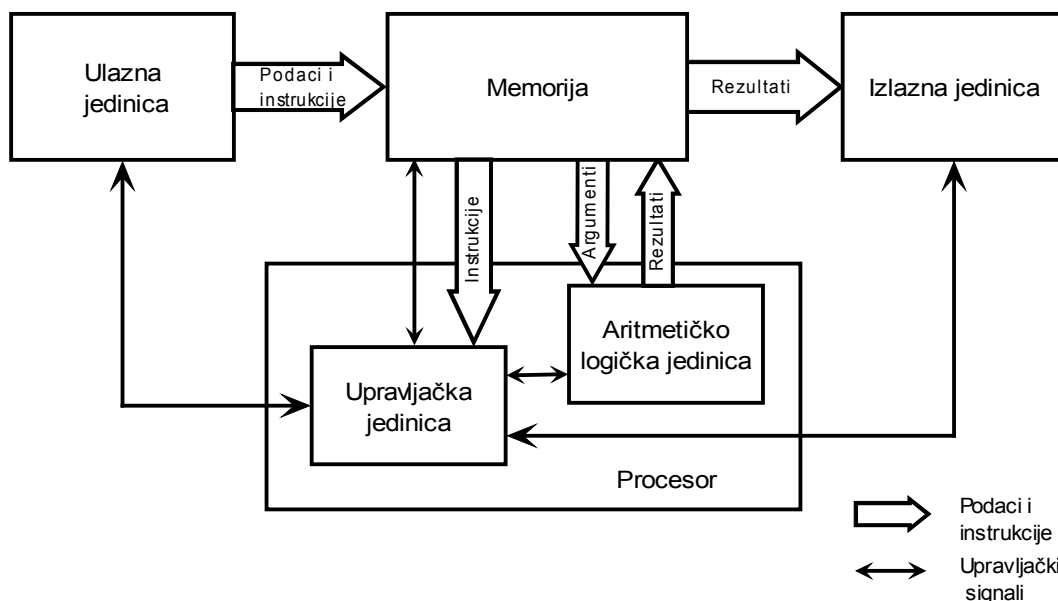 Ulazna
jedinica
Podaci i
instrukcije
Memorija
Rezultati
Izlazna jedinica
Instrukcije
Argumenti
Rezultati
Aritmetičko
logička jedinica
Upravljačka
jedinica
Procesor
Podaci i
instrukcije
Upravljački
signali